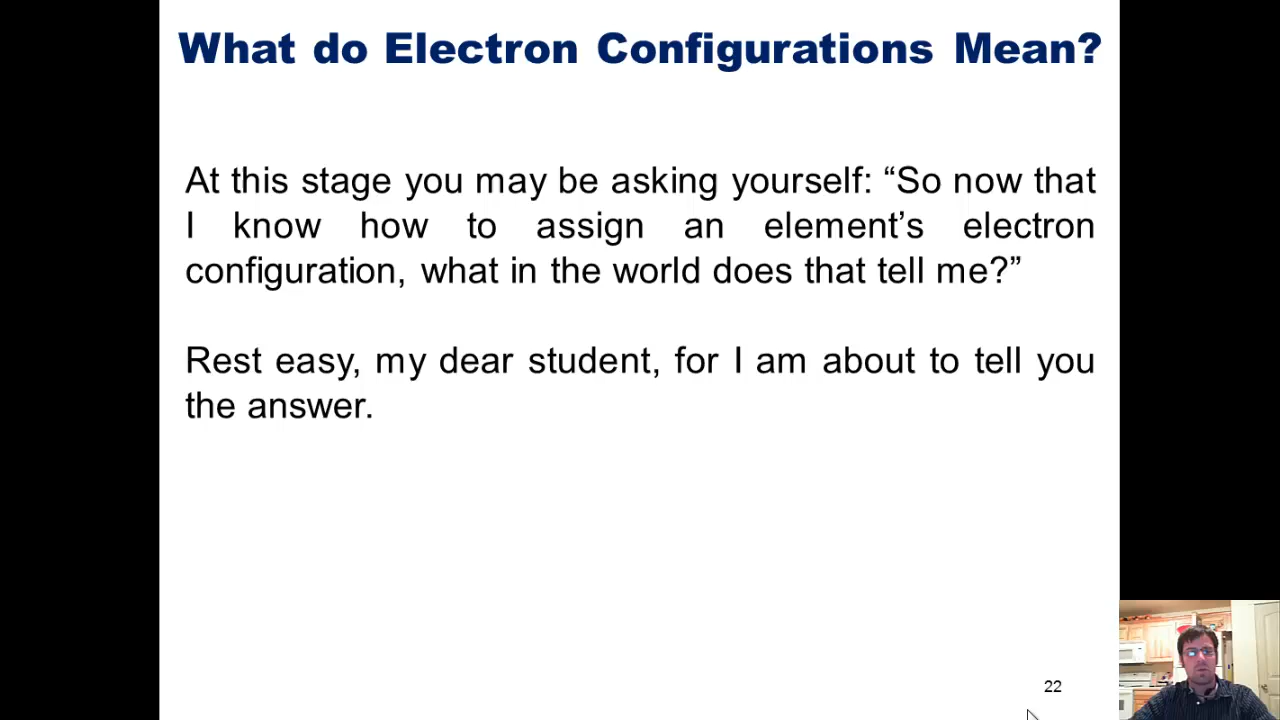 What do Electron Configurations Mean?
At this stage you may be asking yourself: “So now that
I know how to assign an element’s electron
configuration, what in the world does that tell me?”
Rest easy, my dear student, for I am about to tell you
the answer.
22